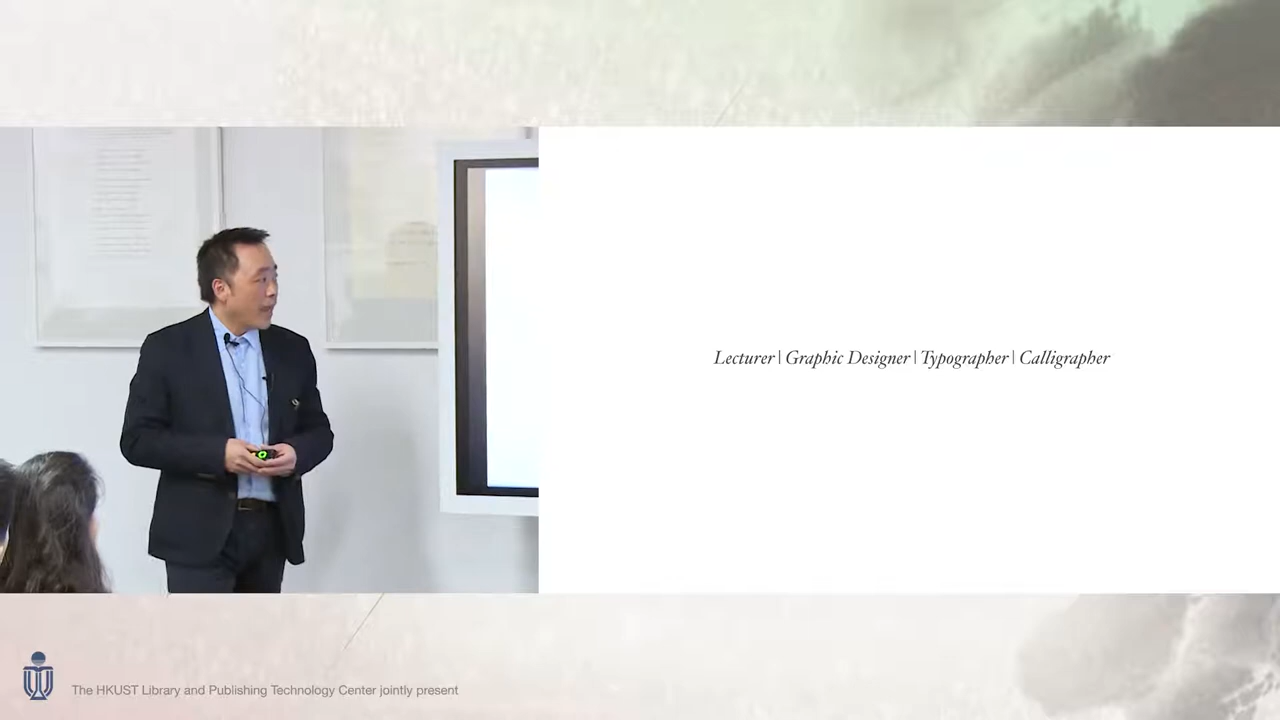 Lecturer | Graphic Designer | Typographer | Calligrapher
The HKUST Library and Publishing Technology Center jointly present